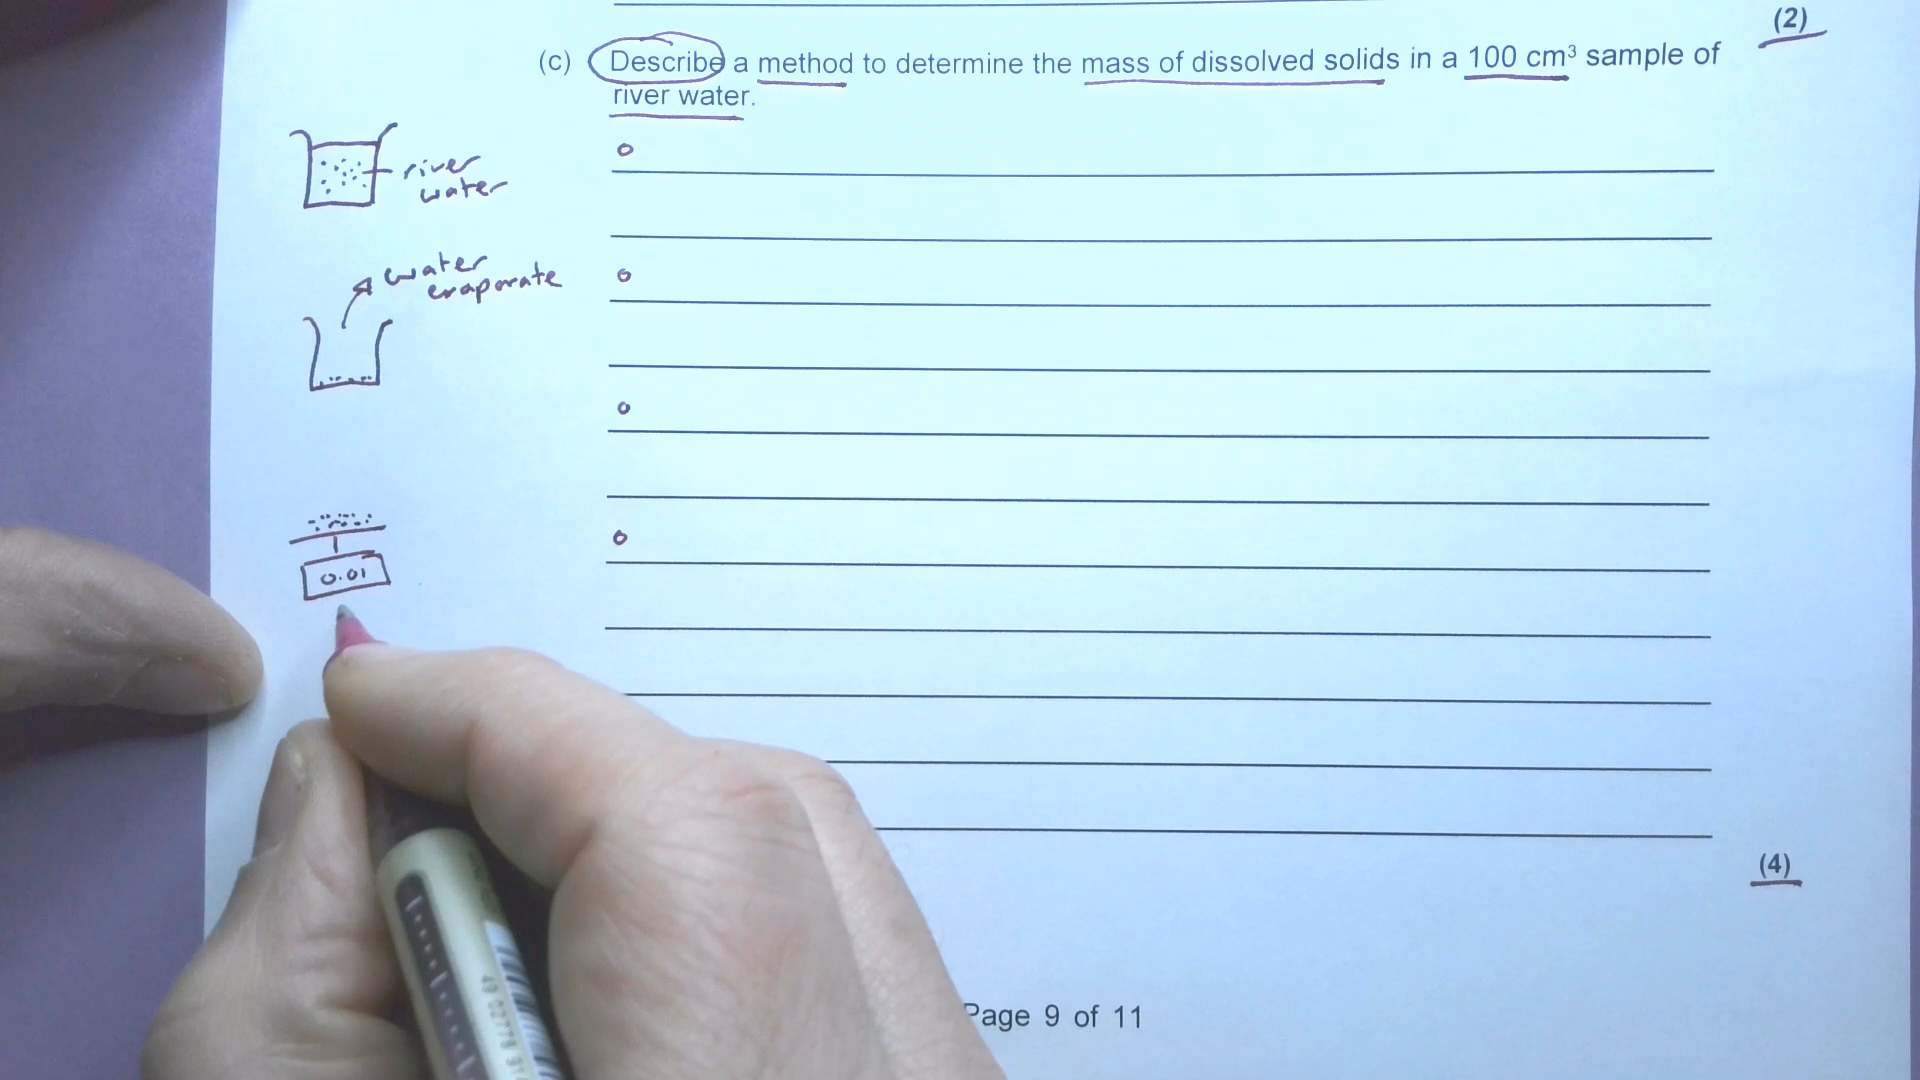 (2)
(c) Describe a method to determine the mass of dissolved solids in a 100 cm³ sample of
river water.
river
water
water
evaporate
0.01
(4)
Page 9 of 11